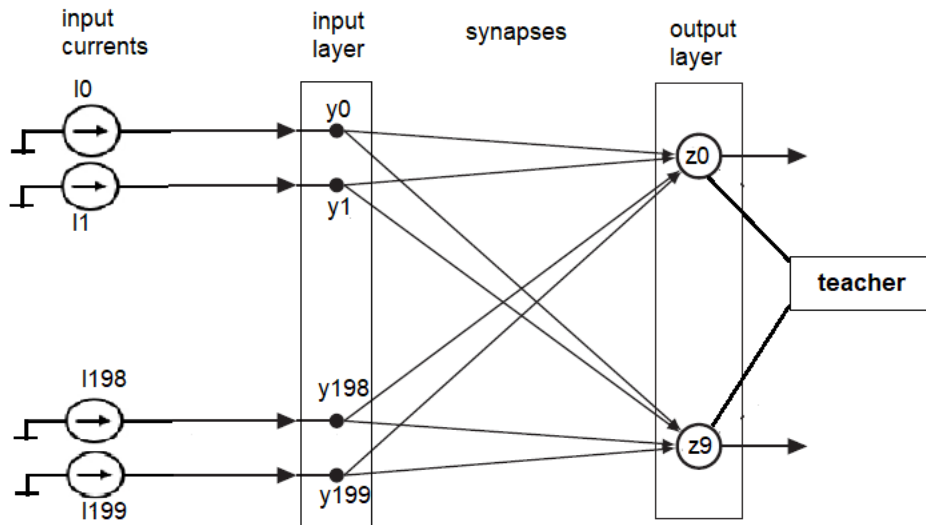 input
currents
input
layer
synapses
output
layer
I0
y0
z0
I1
y1
teacher
I198
y198
z9
I199
y199